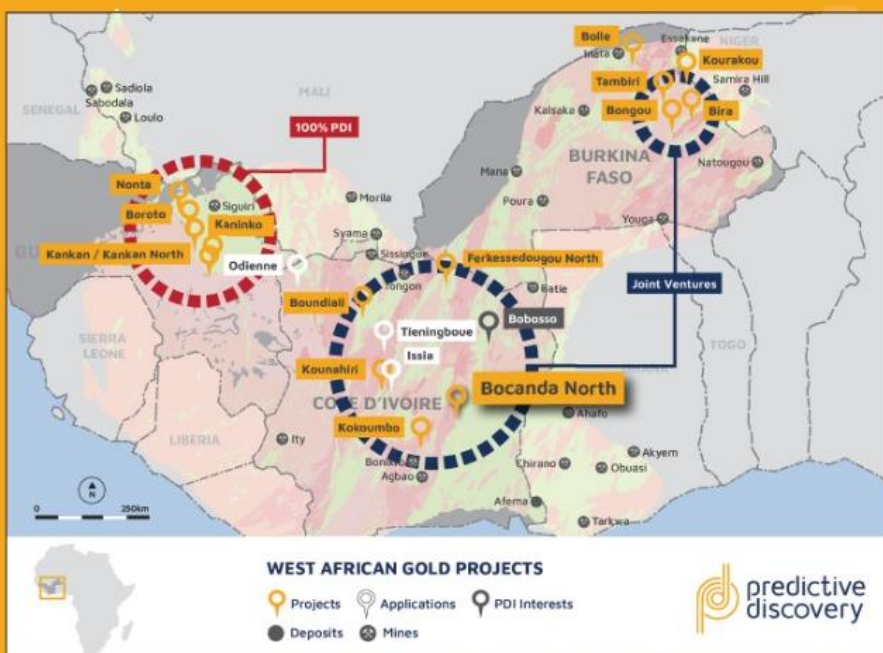 Bolle
Essakane
NIGER
Inata
Kourakou
Sadiola
Tambiri
Samira Hill
Sabodala
MALI
SENEGAL
Loulo
Kalsaka
Bongou
Bira
100% PDI
BURKINA
FASO
Natougou
Mana
Nonta
Morila
Poura
Siguiri
Boroto
Youga
Kaninko
Syama
Kankan / Kankan North
Sissingue
Ferkessedougou North
Odienne
Tongon
Batie
Joint Ventures
Boundiali
Bobosso
Tieningboue
SIERRA
LEONE
TOGO
Issia
Kounahiri
Bocanda North
COTE D'IVOIRE
Ahafo
Kokoumbo
LIBERIA
Ity
Akyem
Chirano
Obuasi
Agbao
N
0 250km
Afema
Tarkwa
WEST AFRICAN GOLD PROJECTS
Projects Applications PDI Interests
Deposits Mines
predictive
discovery